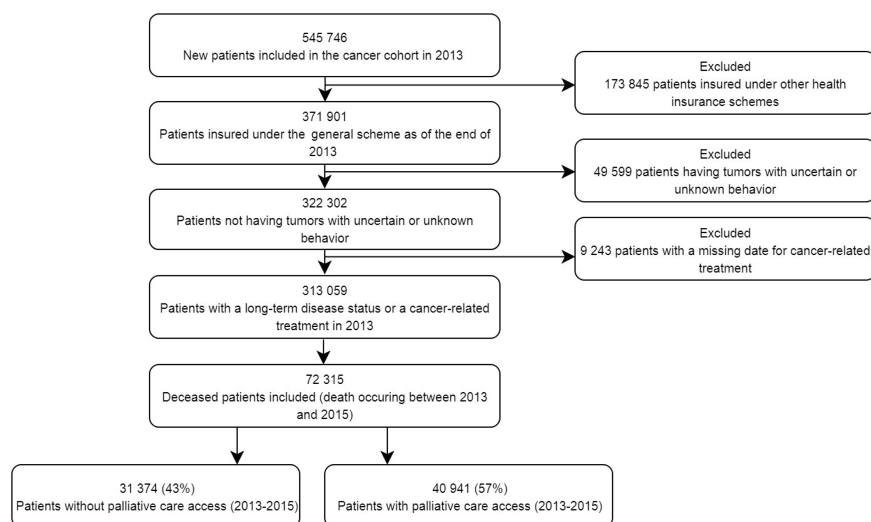 545 746
New patients included in the cancer cohort in 2013
Excluded
173 845 patients insured under other health
insurance schemes
371 901
Patients insured under the general scheme as of the end of
2013
Excluded
49 599 patients having tumors with uncertain or
unknown behavior
322 302
Patients not having tumors with uncertain or unknown
behavior
Excluded
9 243 patients with a missing date for cancer-related
treatment
313 059
Patients with a long-term disease status or a cancer-related
treatment in 2013
72 315
Deceased patients included (death occuring between 2013
and 2015)
31 374 (43%)
Patients without palliative care access (2013-2015)
40 941 (57%)
Patients with palliative care access (2013-2015)